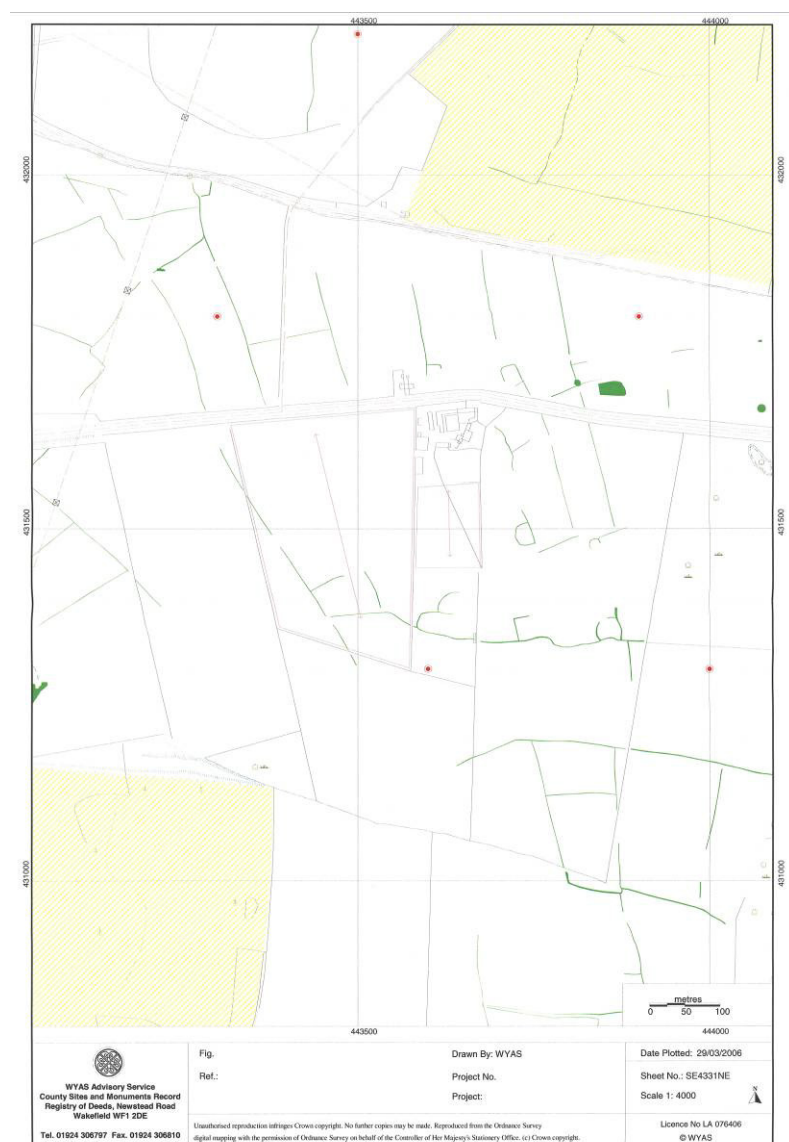 443500
444000
432000
432000
431500
431500
431000
431000
metres
0 50 100
443500
444000
WYAS Advisory Service
County Sites and Monuments Record
Registry of Deeds, Newstead Road
Wakefield WF1 2DE
Tel. 01924 306797 Fax. 01924 306810
Fig.
Ref.:
Drawn By: WYAS
Project No.
Project:
Unauthorised reproduction infringes Crown copyright. No further copies may be made. Reproduced from the Ordnance Survey
digital mapping with the permission of Ordnance Survey on behalf of the Controller of Her Majesty's Stationery Office. (c) Crown copyright.
Date Plotted: 29/03/2006
Sheet No.: SE4331NE
Scale 1: 4000
N
Licence No LA 076406
© WYAS